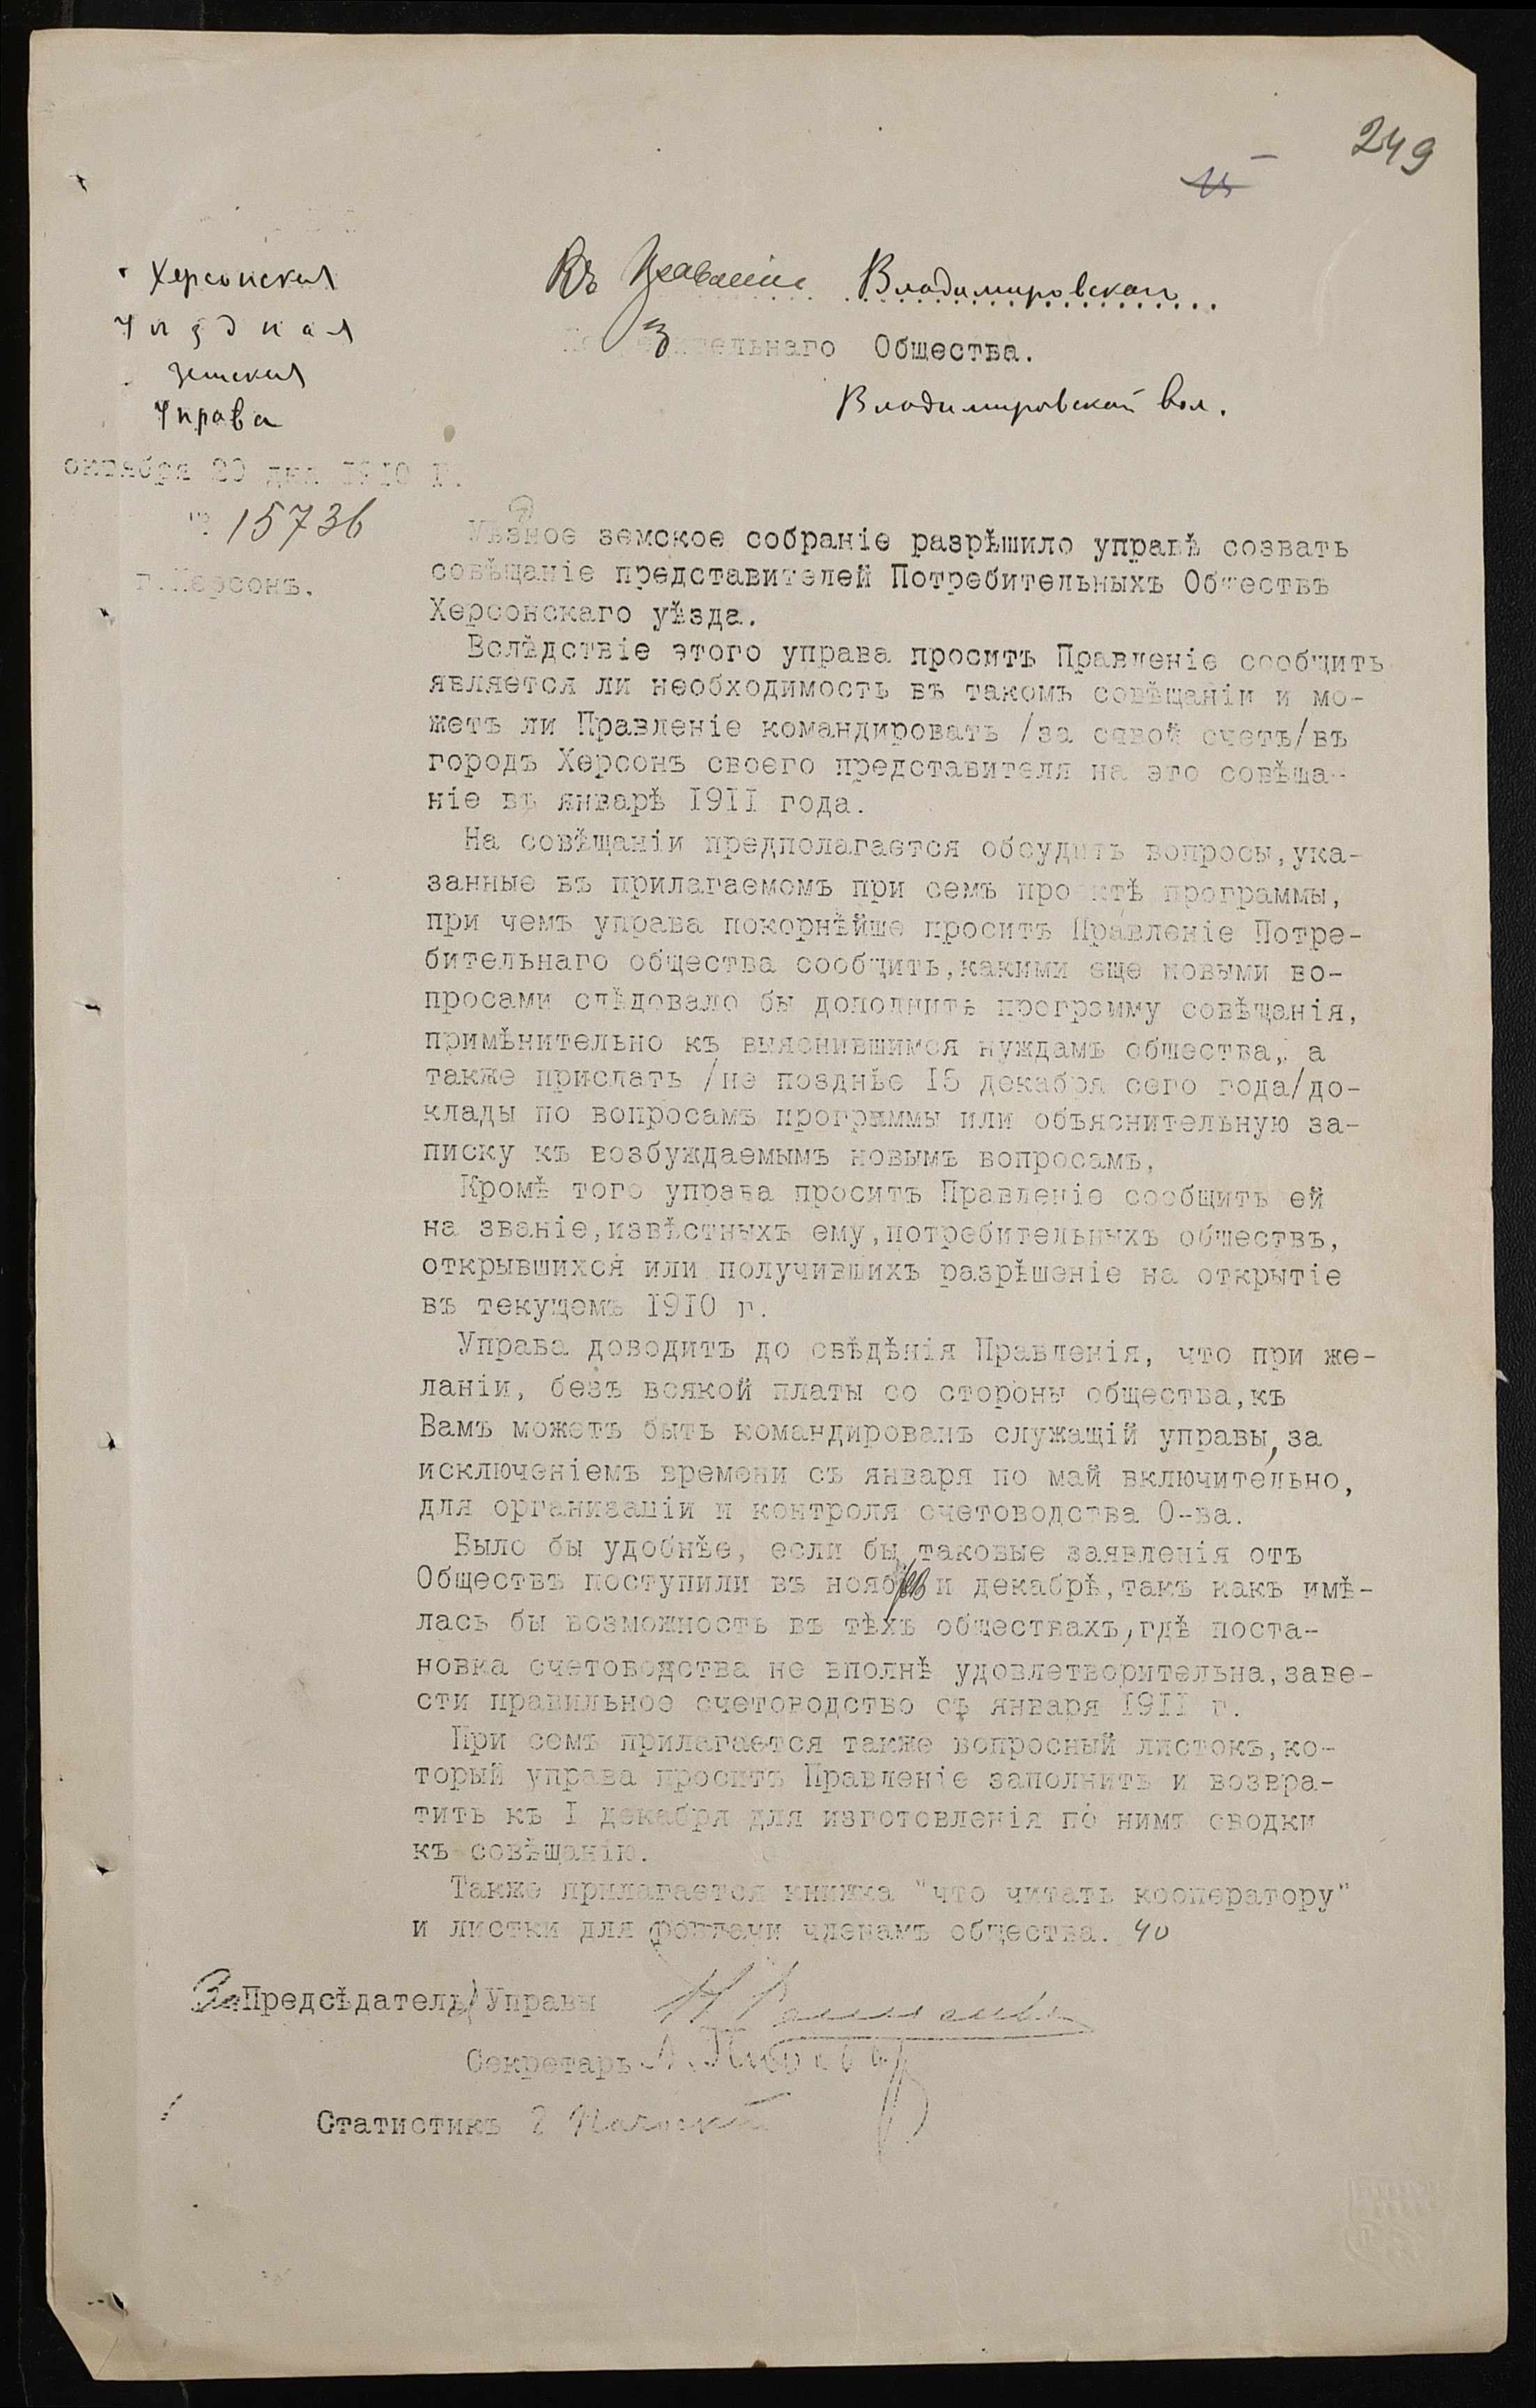 249
15
Херсонская
Уѣздная
Земская
Управа
октября 20 дня 1910 г.
№ 15736
г. Херсонъ.
Въ Правленіе Владимировскаго
Потребительнаго Общества.
Владимировской вол.
Уѣздное земское собраніе разрѣшило управѣ созвать
совѣщаніе представителей Потребительныхъ Обществъ
Херсонскаго уѣзда.
Вслѣдствіе этого управа проситъ Правленіе сообщить
является ли необходимость въ такомъ совѣщаніи и мо-
жетъ ли Правленіе командировать /за свой счетъ/въ
городъ Херсонъ своего представителя на это совѣща-
ніе въ январѣ 1911 года.
На совѣщаніи предполагается обсудить вопросы,ука-
занные въ прилагаемомъ при семъ проектѣ программы,
при чемъ управа покорнѣйше проситъ Правленіе Потре-
бительнаго общества сообщить,какими еще новыми во-
просами слѣдовало бы дополнить программу совѣщанія,
примѣнительно къ выяснившимся нуждамъ общества, а
также прислать /не позднѣе 15 декабря сего года/до-
клады по вопросамъ программы или объяснительную за-
писку къ возбуждаемымъ новымъ вопросамъ.
Кромѣ того управа проситъ Правленіе сообщить ей
на званіе,извѣстныхъ ему,потребительныхъ обществъ,
открывшихся или получившихъ разрѣшеніе на открытіе
въ текущемъ 1910 г.
Управа доводитъ до свѣдѣнія Правленія, что при же-
ланіи, безъ всякой платы со стороны общества,къ
Вамъ можетъ быть командированъ служащій управы, за
исключеніемъ времени съ января по май включительно,
для организаціи и контроля счетоводства О-ва.
Было бы удобнѣе, если бы таковые заявленія отъ
Обществъ поступили въ ноябрѣ и декабрѣ,такъ какъ имѣ-
лась бы возможность въ тѣхъ обществахъ,гдѣ поста-
новка счетоводства не вполнѣ удовлетворительна,заве-
сти правильное счетоводство съ января 1911 г.
При семъ прилагается также вопросный листокъ,ко-
торый управа проситъ Правленіе заполнить и возвра-
тить къ 1 декабря для изготовленія по нимъ сводки
къ совѣщанію.
Также прилагается книжка "что читать кооператору"
и листки для раздачи членамъ общества. 40
За Предсѣдателя Управы
Секретарь
Статистикъ